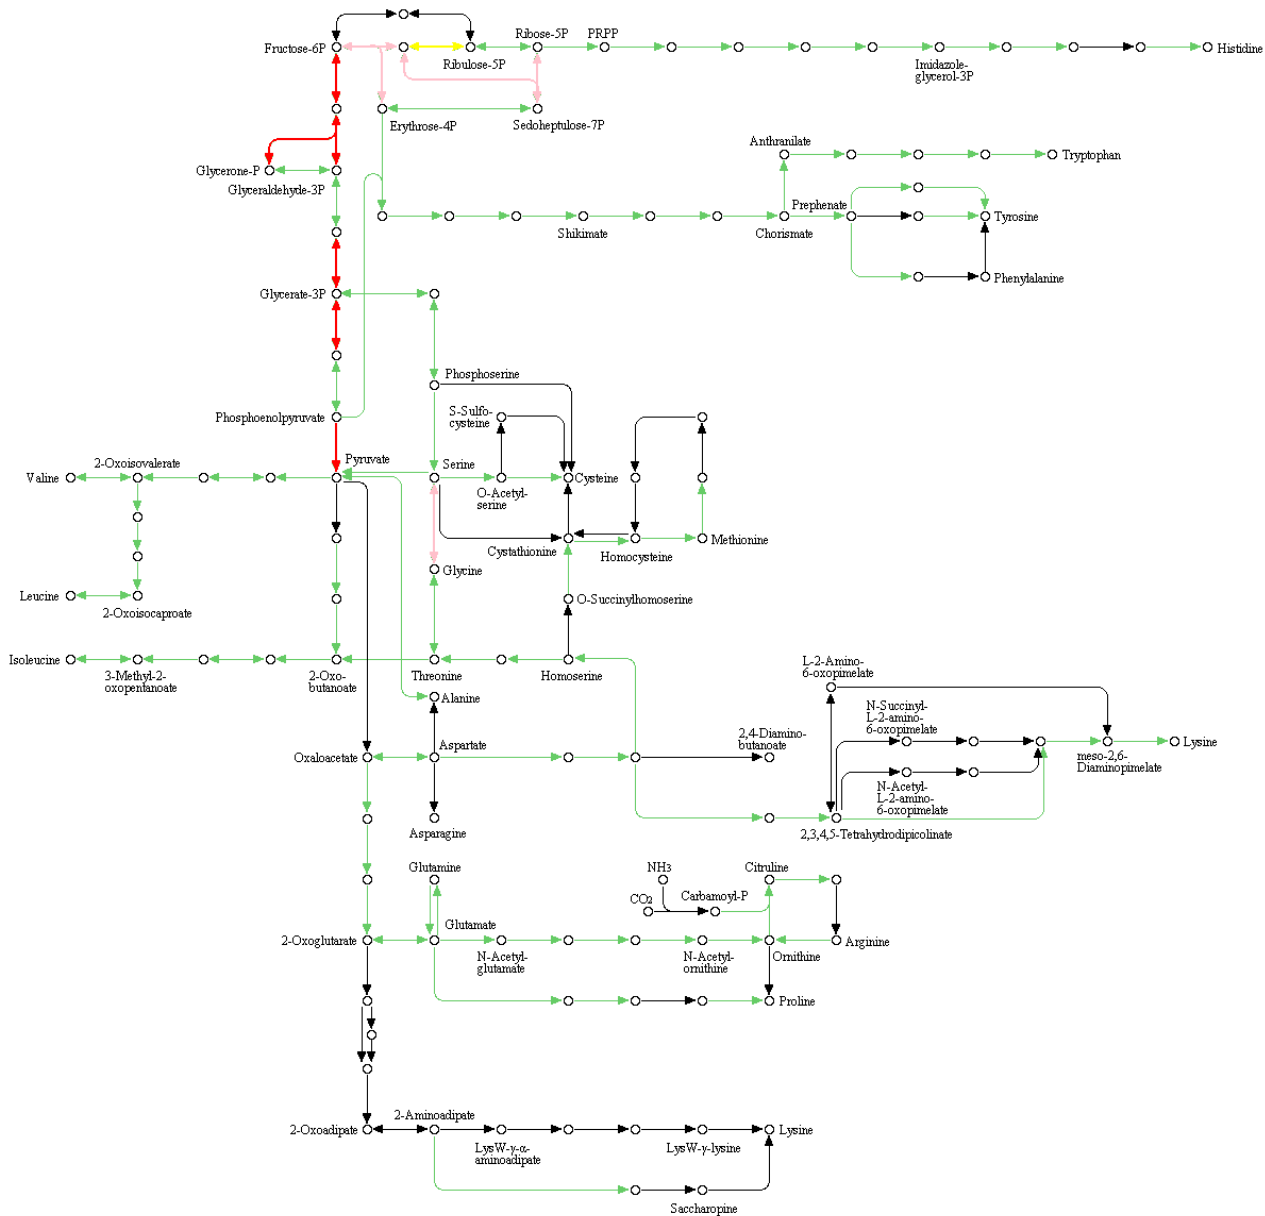 Fructose-6P
Ribulose-5P
Ribose-5P
PRPP
Imidazole-
glycerol-3P
Histidine
Erythrose-4P
Sedoheptulose-7P
Glycerone-P
Glyceraldehyde-3P
Anthranilate
Tryptophan
Prephenate
Shikimate
Chorismate
Tyrosine
Phenylalanine
Glycerate-3P
Phosphoserine
Phosphoenolpyruvate
S-Sulfo-
cysteine
2-Oxoisovalerate
Pyruvate
Serine
Valine
Cysteine
O-Acetyl-
serine
Cystathionine
Homocysteine
Methionine
Glycine
Leucine
2-Oxoisocaproate
O-Succinylhomoserine
Isoleucine
3-Methyl-2-
oxopentanoate
2-Oxo-
butanoate
Threonine
Homoserine
L-2-Amino-
6-oxopimelate
Alanine
N-Succinyl-
L-2-amino-
6-oxopimelate
Oxaloacetate
Aspartate
2,4-Diamino-
butanoate
Lysine
meso-2,6-
Diaminopimelate
N-Acetyl-
L-2-amino-
6-oxopimelate
Asparagine
2,3,4,5-Tetrahydrodipicolinate
Glutamine
NH3
Citruline
CO2
Carbamoyl-P
Glutamate
2-Oxoglutarate
N-Acetyl-
glutamate
N-Acetyl-
ornithine
Ornithine
Arginine
Proline
2-Aminoadipate
2-Oxoadipate
LysW-γ-α-
aminoadipate
LysW-γ-lysine
Lysine
Saccharopine